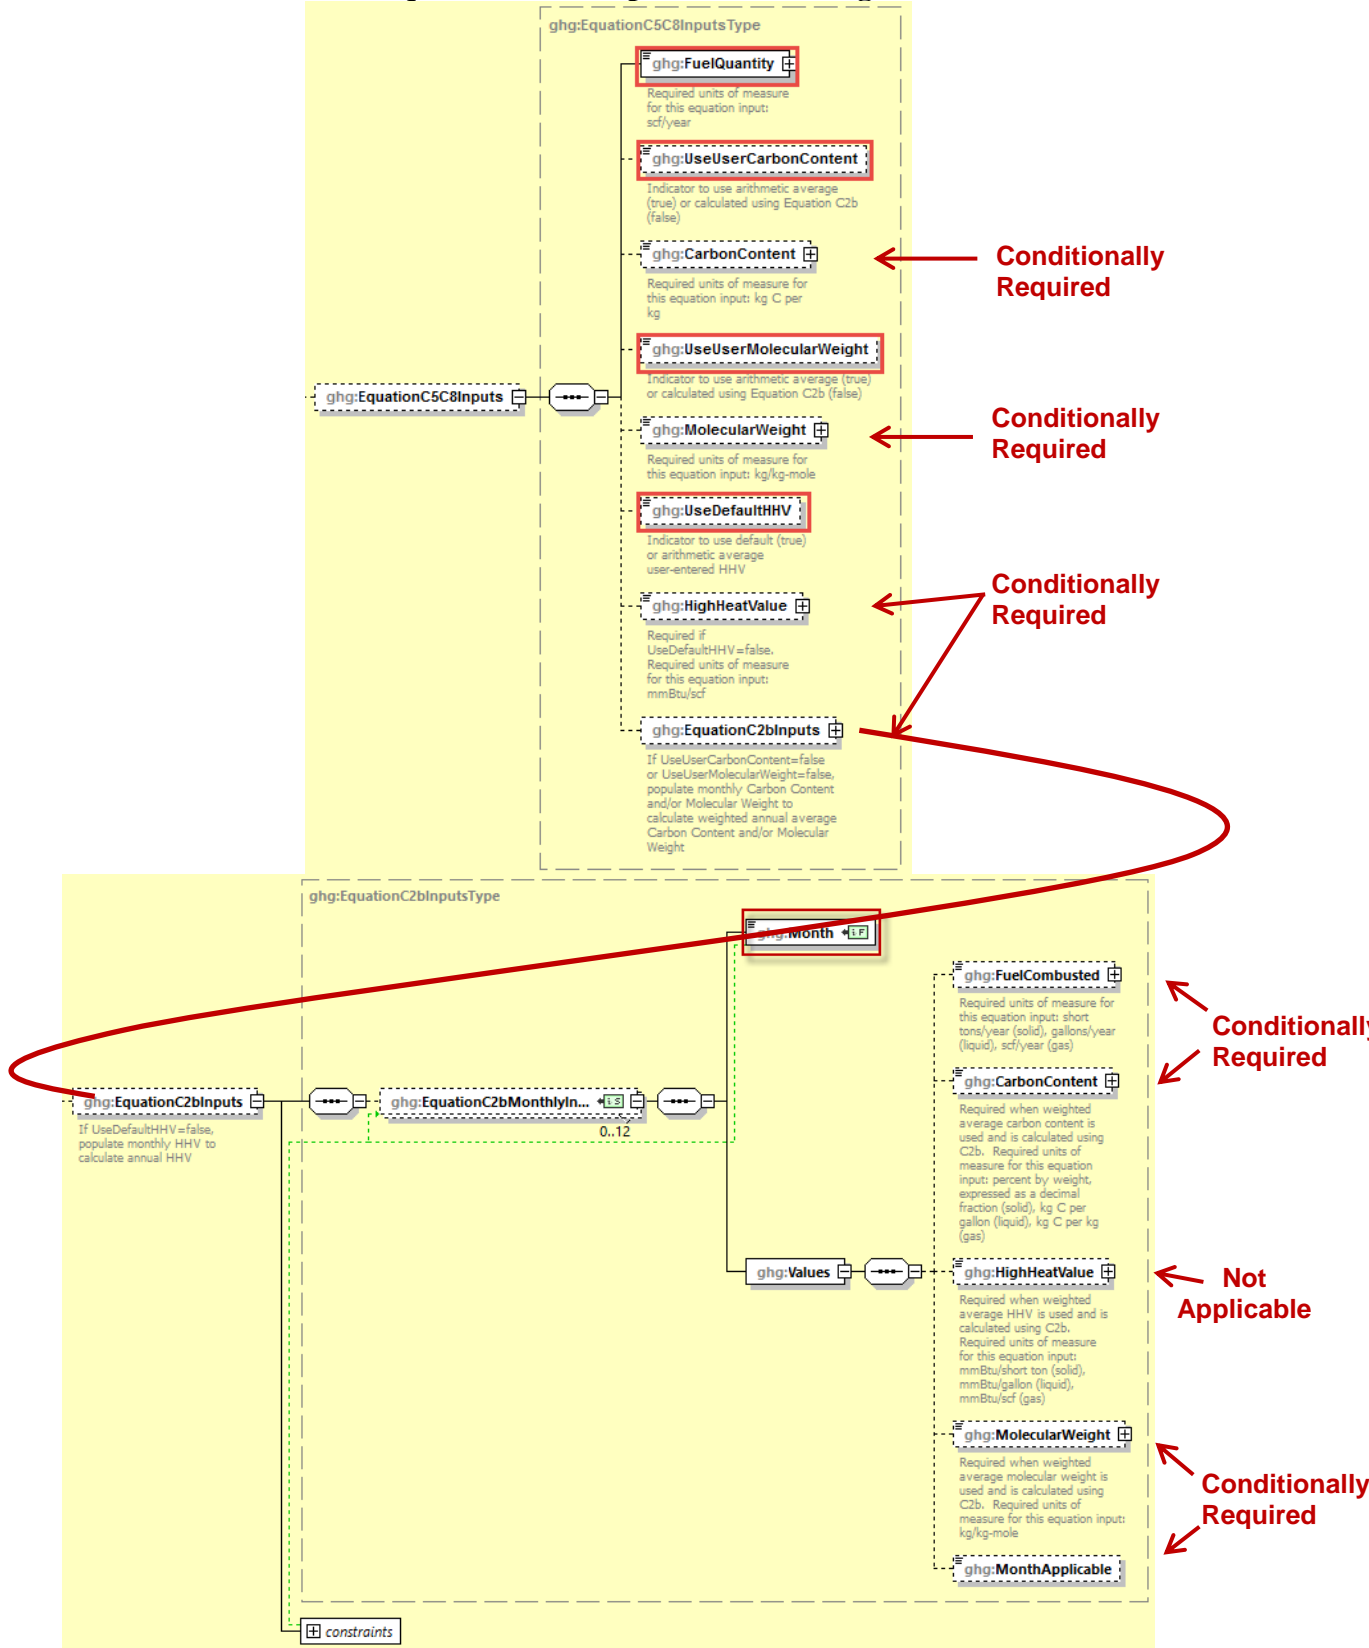 ghg:EquationC5C8InputsType
ghg:FuelQuantity
Required units of measure
for this equation input:
scf/year
ghg:UseUserCarbonContent
Indicator to use arithmetic average
(true) or calculated using Equation C2b
(false)
ghg:CarbonContent
Required units of measure for
this equation input: kg C per
kg
Conditionally
Required
ghg:UseUserMolecularWeight
Indicator to use arithmetic average (true)
or calculated using Equation C2b (false)
ghg:EquationC5C8Inputs
ghg:MolecularWeight
Required units of measure for
this equation input: kg/kg-mole
Conditionally
Required
ghg:UseDefaultHHV
Indicator to use default (true)
or arithmetic average
user-entered HHV
ghg:HighHeatValue
Required if
UseDefaultHHV=false.
Required units of measure
for this equation input:
mmBtu/scf
Conditionally
Required
ghg:EquationC2bInputs
If UseUserCarbonContent=false
or UseUserMolecularWeight=false,
populate monthly Carbon Content
and/or Molecular Weight to
calculate weighted annual average
Carbon Content and/or Molecular
Weight
ghg:EquationC2bInputsType
ghg:Month
ghg:FuelCombusted
Required units of measure for
this equation input: short
tons/year (solid), gallons/year
(liquid), scf/year (gas)
Conditionally
Required
ghg:CarbonContent
Required when weighted
average carbon content is
used and is calculated using
C2b. Required units of
measure for this equation
input: percent by weight,
expressed as a decimal
fraction (solid), kg C per
gallon (liquid), kg C per kg
(gas)
ghg:EquationC2bInputs
If UseDefaultHHV=false,
populate monthly HHV to
calculate annual HHV
ghg:EquationC2bMonthlyIn...
0..12
ghg:Values
ghg:HighHeatValue
Required when weighted
average HHV is used and is
calculated using C2b.
Required units of measure
for this equation input:
mmBtu/short ton (solid),
mmBtu/gallon (liquid),
mmBtu/scf (gas)
Not
Applicable
ghg:MolecularWeight
Required when weighted
average molecular weight is
used and is calculated using
C2b. Required units of
measure for this equation input:
kg/kg-mole
Conditionally
Required
ghg:MonthApplicable
constraints